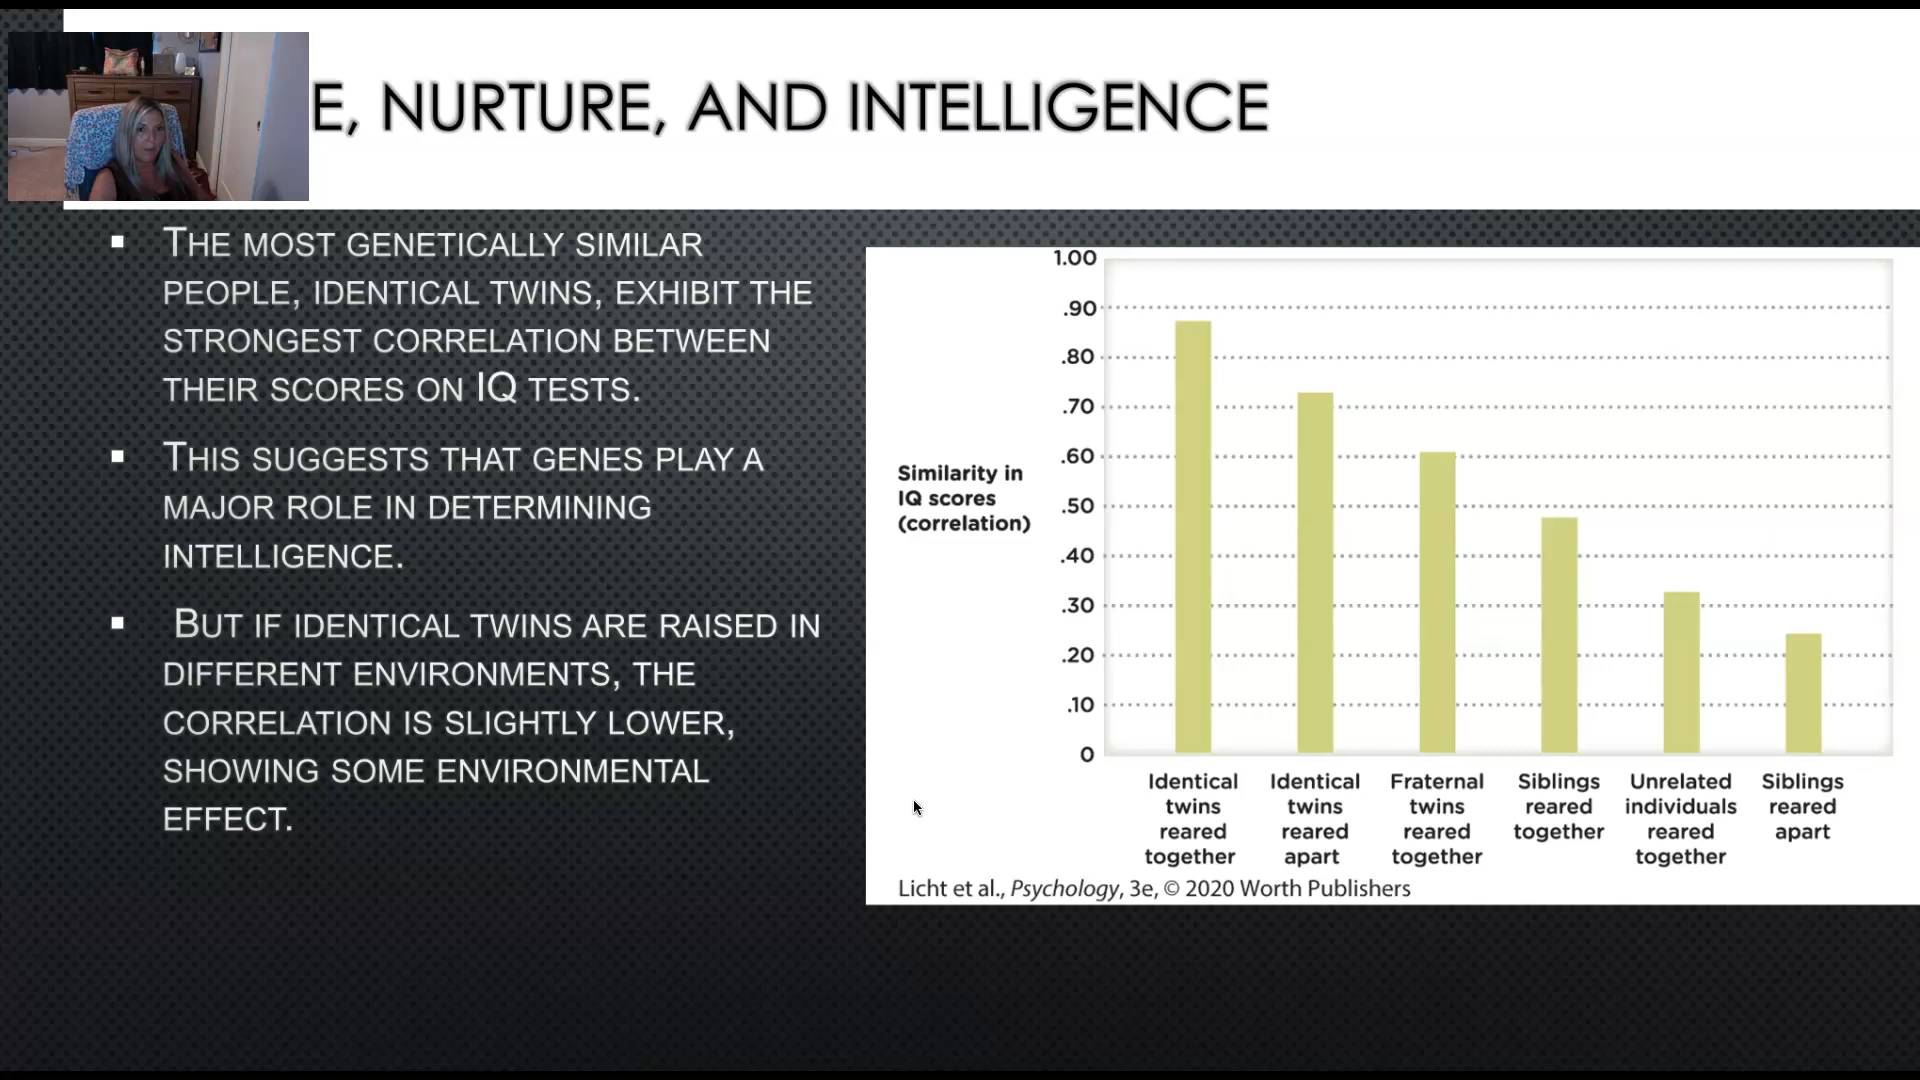 E, NURTURE, AND INTELLIGENCE
▪ THE MOST GENETICALLY SIMILAR
PEOPLE, IDENTICAL TWINS, EXHIBIT THE
STRONGEST CORRELATION BETWEEN
THEIR SCORES ON IQ TESTS.
▪ THIS SUGGESTS THAT GENES PLAY A
MAJOR ROLE IN DETERMINING
INTELLIGENCE.
▪ BUT IF IDENTICAL TWINS ARE RAISED IN
DIFFERENT ENVIRONMENTS, THE
CORRELATION IS SLIGHTLY LOWER,
SHOWING SOME ENVIRONMENTAL
EFFECT.
Similarity in
IQ scores
(correlation)
1.00
.90
.80
.70
.60
.50
.40
.30
.20
.10
0
Identical
twins
reared
together
Identical
twins
reared
apart
Fraternal
twins
reared
together
Siblings
reared
together
Unrelated
individuals
reared
together
Siblings
reared
apart
Licht et al., Psychology, 3e, © 2020 Worth Publishers